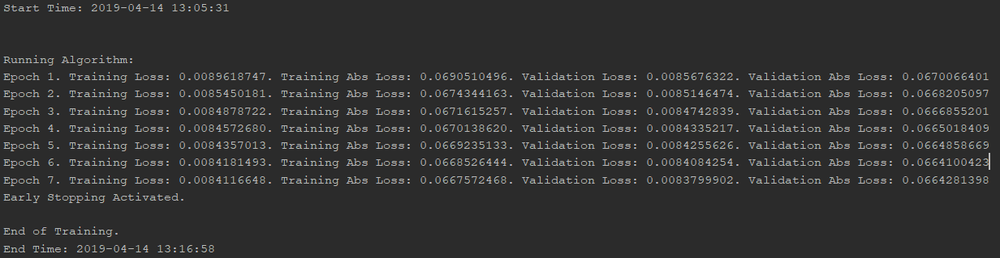 Start Time: 2019-04-14 13:05:31
Running Algorithm:
Epoch 1. Training Loss: 0.0089618747. Training Abs Loss: 0.0690510496. Validation Loss: 0.0085676322. Validation Abs Loss: 0.0670066401
Epoch 2. Training Loss: 0.0085450181. Training Abs Loss: 0.0674344163. Validation Loss: 0.0085146474. Validation Abs Loss: 0.0668205097
Epoch 3. Training Loss: 0.0084878722. Training Abs Loss: 0.0671615257. Validation Loss: 0.0084742839. Validation Abs Loss: 0.0666855201
Epoch 4. Training Loss: 0.0084572680. Training Abs Loss: 0.0670138620. Validation Loss: 0.0084335217. Validation Abs Loss: 0.0665018409
Epoch 5. Training Loss: 0.0084357013. Training Abs Loss: 0.0669235133. Validation Loss: 0.0084255626. Validation Abs Loss: 0.0664858669
Epoch 6. Training Loss: 0.0084181493. Training Abs Loss: 0.0668526444. Validation Loss: 0.0084084254. Validation Abs Loss: 0.0664100423
Epoch 7. Training Loss: 0.0084116648. Training Abs Loss: 0.0667572468. Validation Loss: 0.0083799902. Validation Abs Loss: 0.0664281398
Early Stopping Activated.
End of Training.
End Time: 2019-04-14 13:16:58